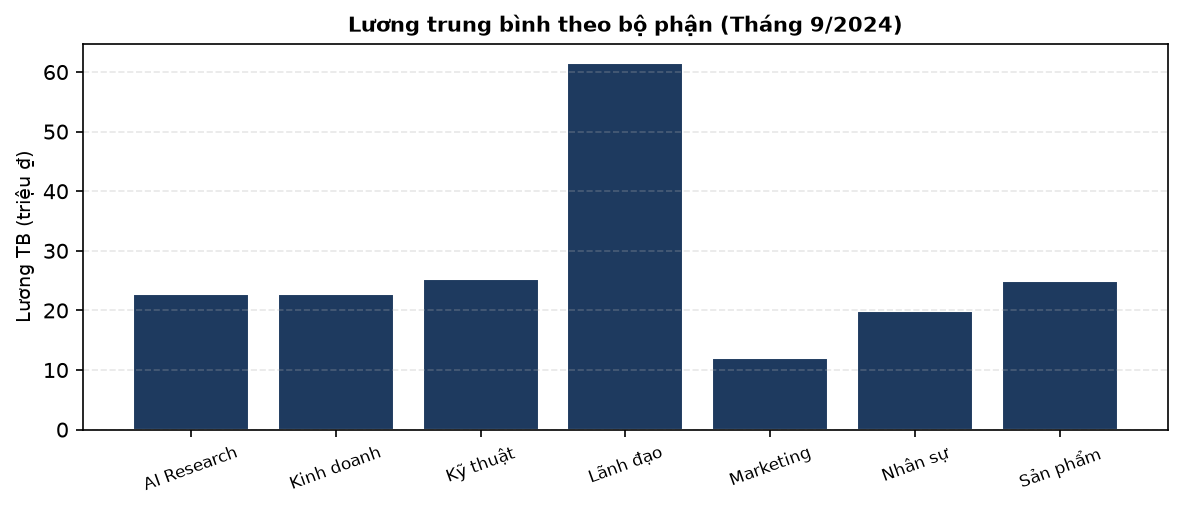 Lương trung bình theo bộ phận (Tháng 9/2024)
Lương TB (triệu ₫)
60
50
40
30
20
10
0
AI Research
Kinh doanh
Kỹ thuật
Lãnh đạo
Marketing
Nhân sự
Sản phẩm